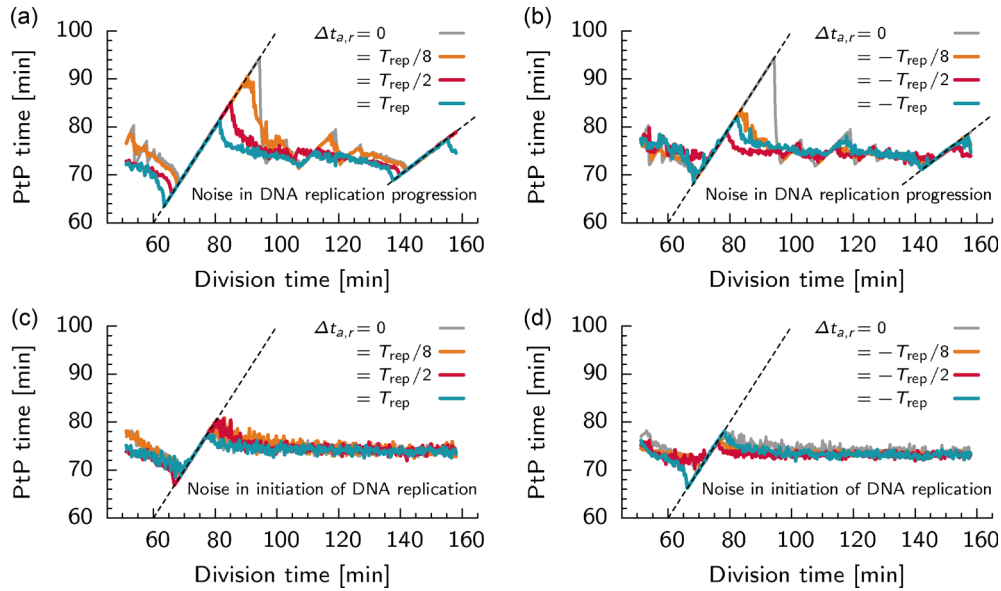 (a)
PtP time [min]
100
90
80
70
60
Δt_{a,r} = 0
= T_rep/8
= T_rep/2
= T_rep
Noise in DNA replication progression
60 80 100 120 140 160
Division time [min]
(b)
PtP time [min]
100
90
80
70
60
Δt_{a,r} = 0
= −T_rep/8
= −T_rep/2
= −T_rep
Noise in DNA replication progression
60 80 100 120 140 160
Division time [min]
(c)
PtP time [min]
100
90
80
70
60
Δt_{a,r} = 0
= T_rep/8
= T_rep/2
= T_rep
Noise in initiation of DNA replication
60 80 100 120 140 160
Division time [min]
(d)
PtP time [min]
100
90
80
70
60
Δt_{a,r} = 0
= −T_rep/8
= −T_rep/2
= −T_rep
Noise in initiation of DNA replication
60 80 100 120 140 160
Division time [min]